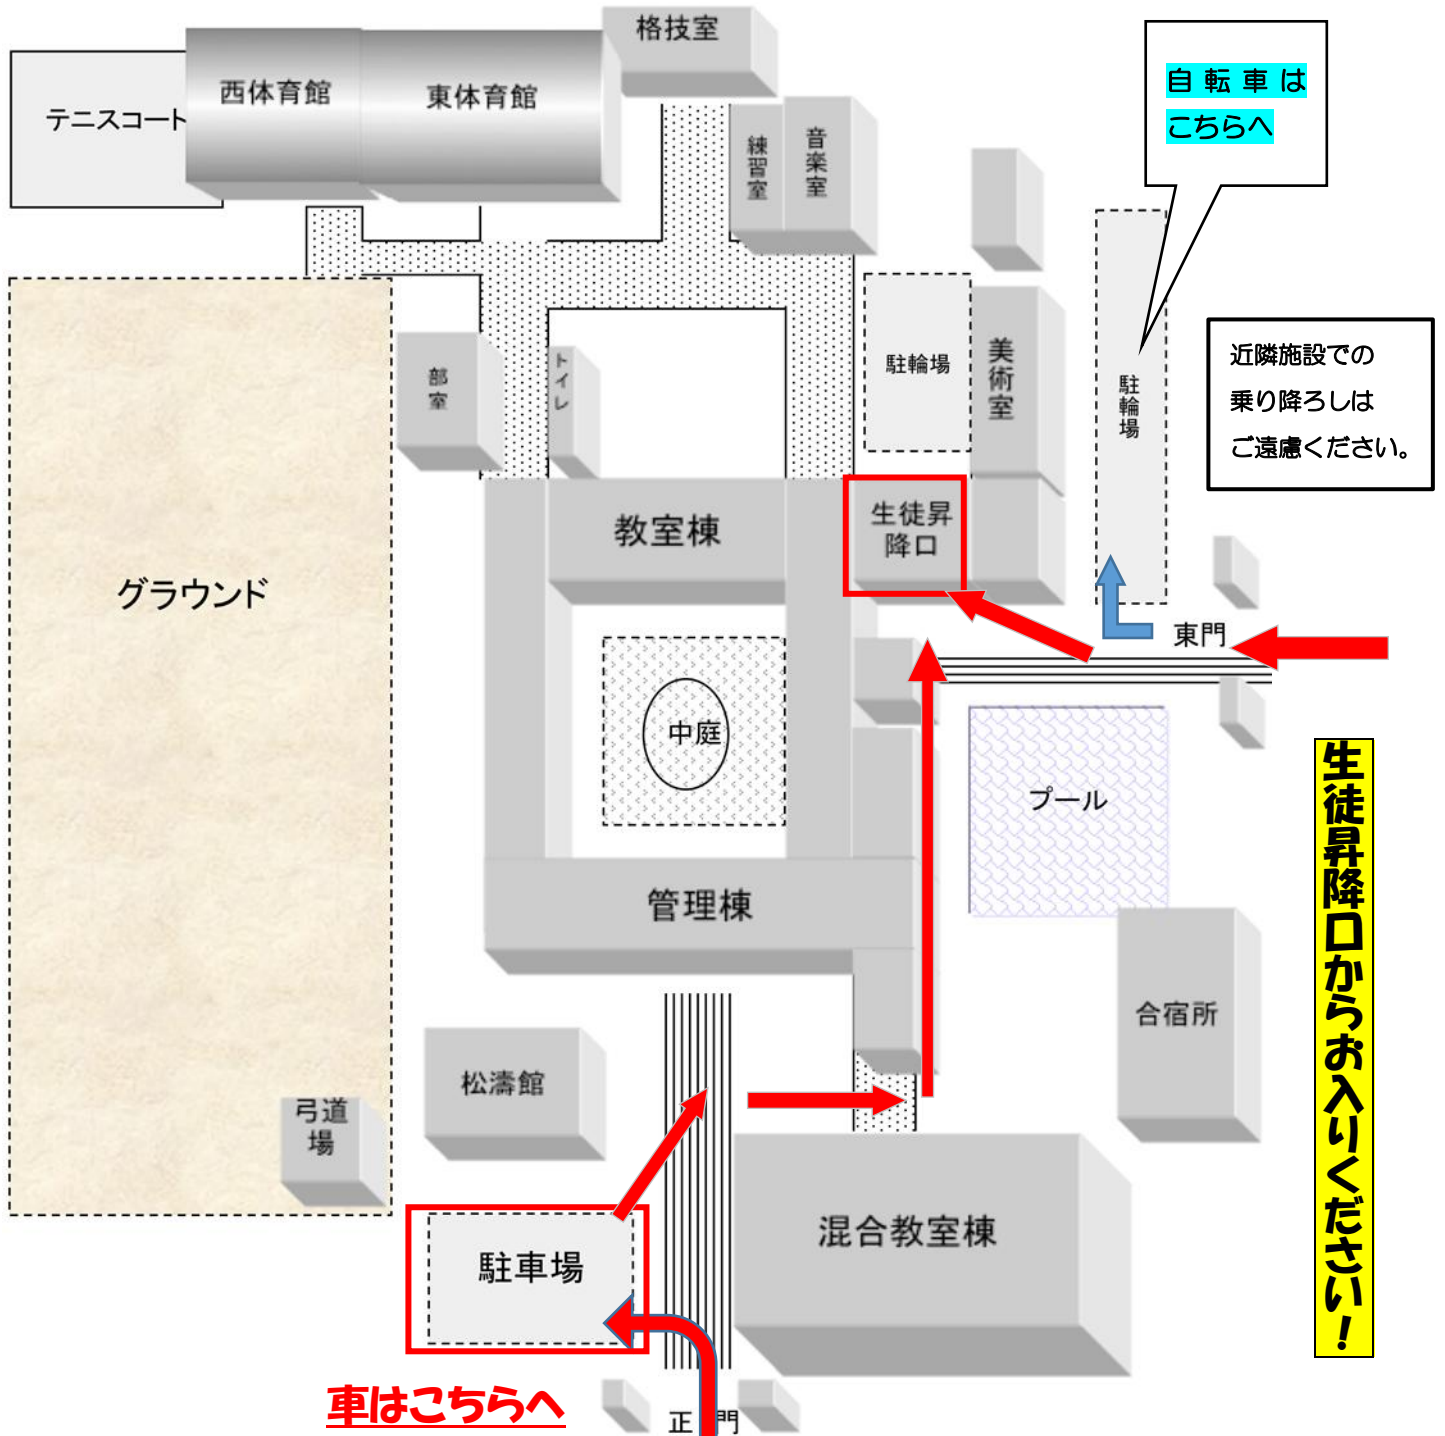 格技室
西体育館
東体育館
テニスコート
自転車は
こちらへ
練習室
音楽室
駐輪場
美術室
駐輪場
近隣施設での
乗り降ろしは
ご遠慮ください。
部室
トイレ
教室棟
生徒昇
降口
グラウンド
東門
中庭
プール
生徒昇降口からお入りください！
管理棟
合宿所
松濤館
弓道
場
混合教室棟
駐車場
車はこちらへ
正門